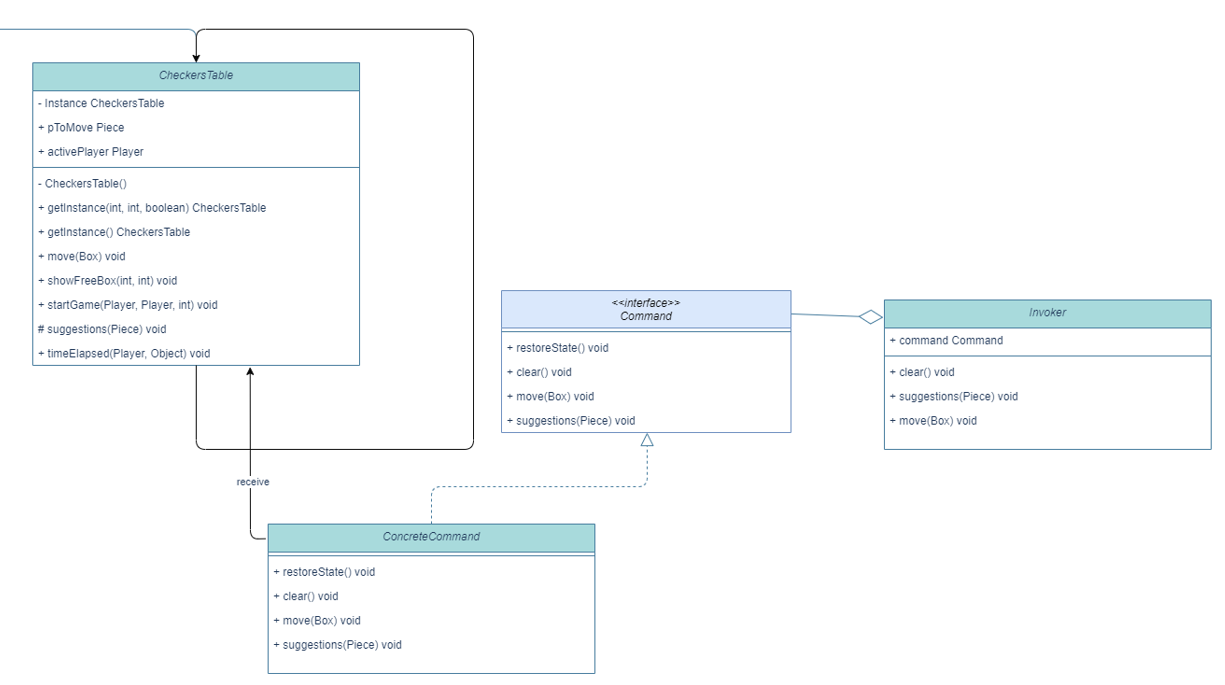 CheckersTable
- Instance CheckersTable
+ pToMove Piece
+ activePlayer Player
- CheckersTable()
+ getInstance(int, int, boolean) CheckersTable
+ getInstance() CheckersTable
+ move(Box) void
+ showFreeBox(int, int) void
+ startGame(Player, Player, int) void
# suggestions(Piece) void
+ timeElapsed(Player, Object) void
<<interface>>
Command
+ restoreState() void
+ clear() void
+ move(Box) void
+ suggestions(Piece) void
Invoker
+ command Command
+ clear() void
+ suggestions(Piece) void
+ move(Box) void
receive
ConcreteCommand
+ restoreState() void
+ clear() void
+ move(Box) void
+ suggestions(Piece) void